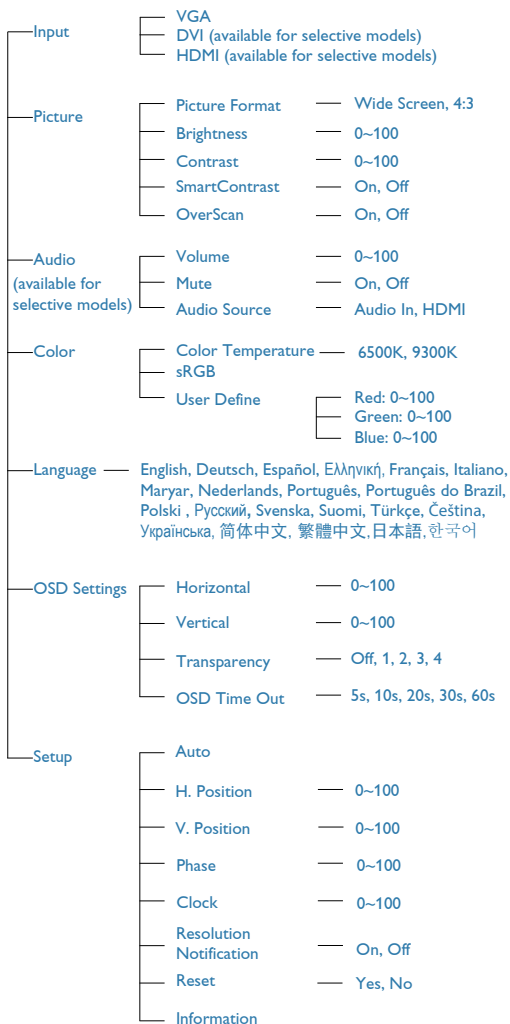 Input
VGA
DVI (available for selective models)
HDMI (available for selective models)
Picture
Picture Format Wide Screen, 4:3
Brightness 0~100
Contrast 0~100
SmartContrast On, Off
OverScan On, Off
Audio
(available for
selective models)
Volume 0~100
Mute On, Off
Audio Source Audio In, HDMI
Color
Color Temperature 6500K, 9300K
sRGB
User Define
Red: 0~100
Green: 0~100
Blue: 0~100
Language
English, Deutsch, Español, Ελληνική, Français, Italiano,
Maryar, Nederlands, Português, Português do Brazil,
Polski , Русский, Svenska, Suomi, Türkçe, Čeština,
Українська, 简体中文, 繁體中文,日本語,한국어
OSD Settings
Horizontal 0~100
Vertical 0~100
Transparency Off, 1, 2, 3, 4
OSD Time Out 5s, 10s, 20s, 30s, 60s
Setup
Auto
H. Position 0~100
V. Position 0~100
Phase 0~100
Clock 0~100
Resolution
Notification On, Off
Reset Yes, No
Information